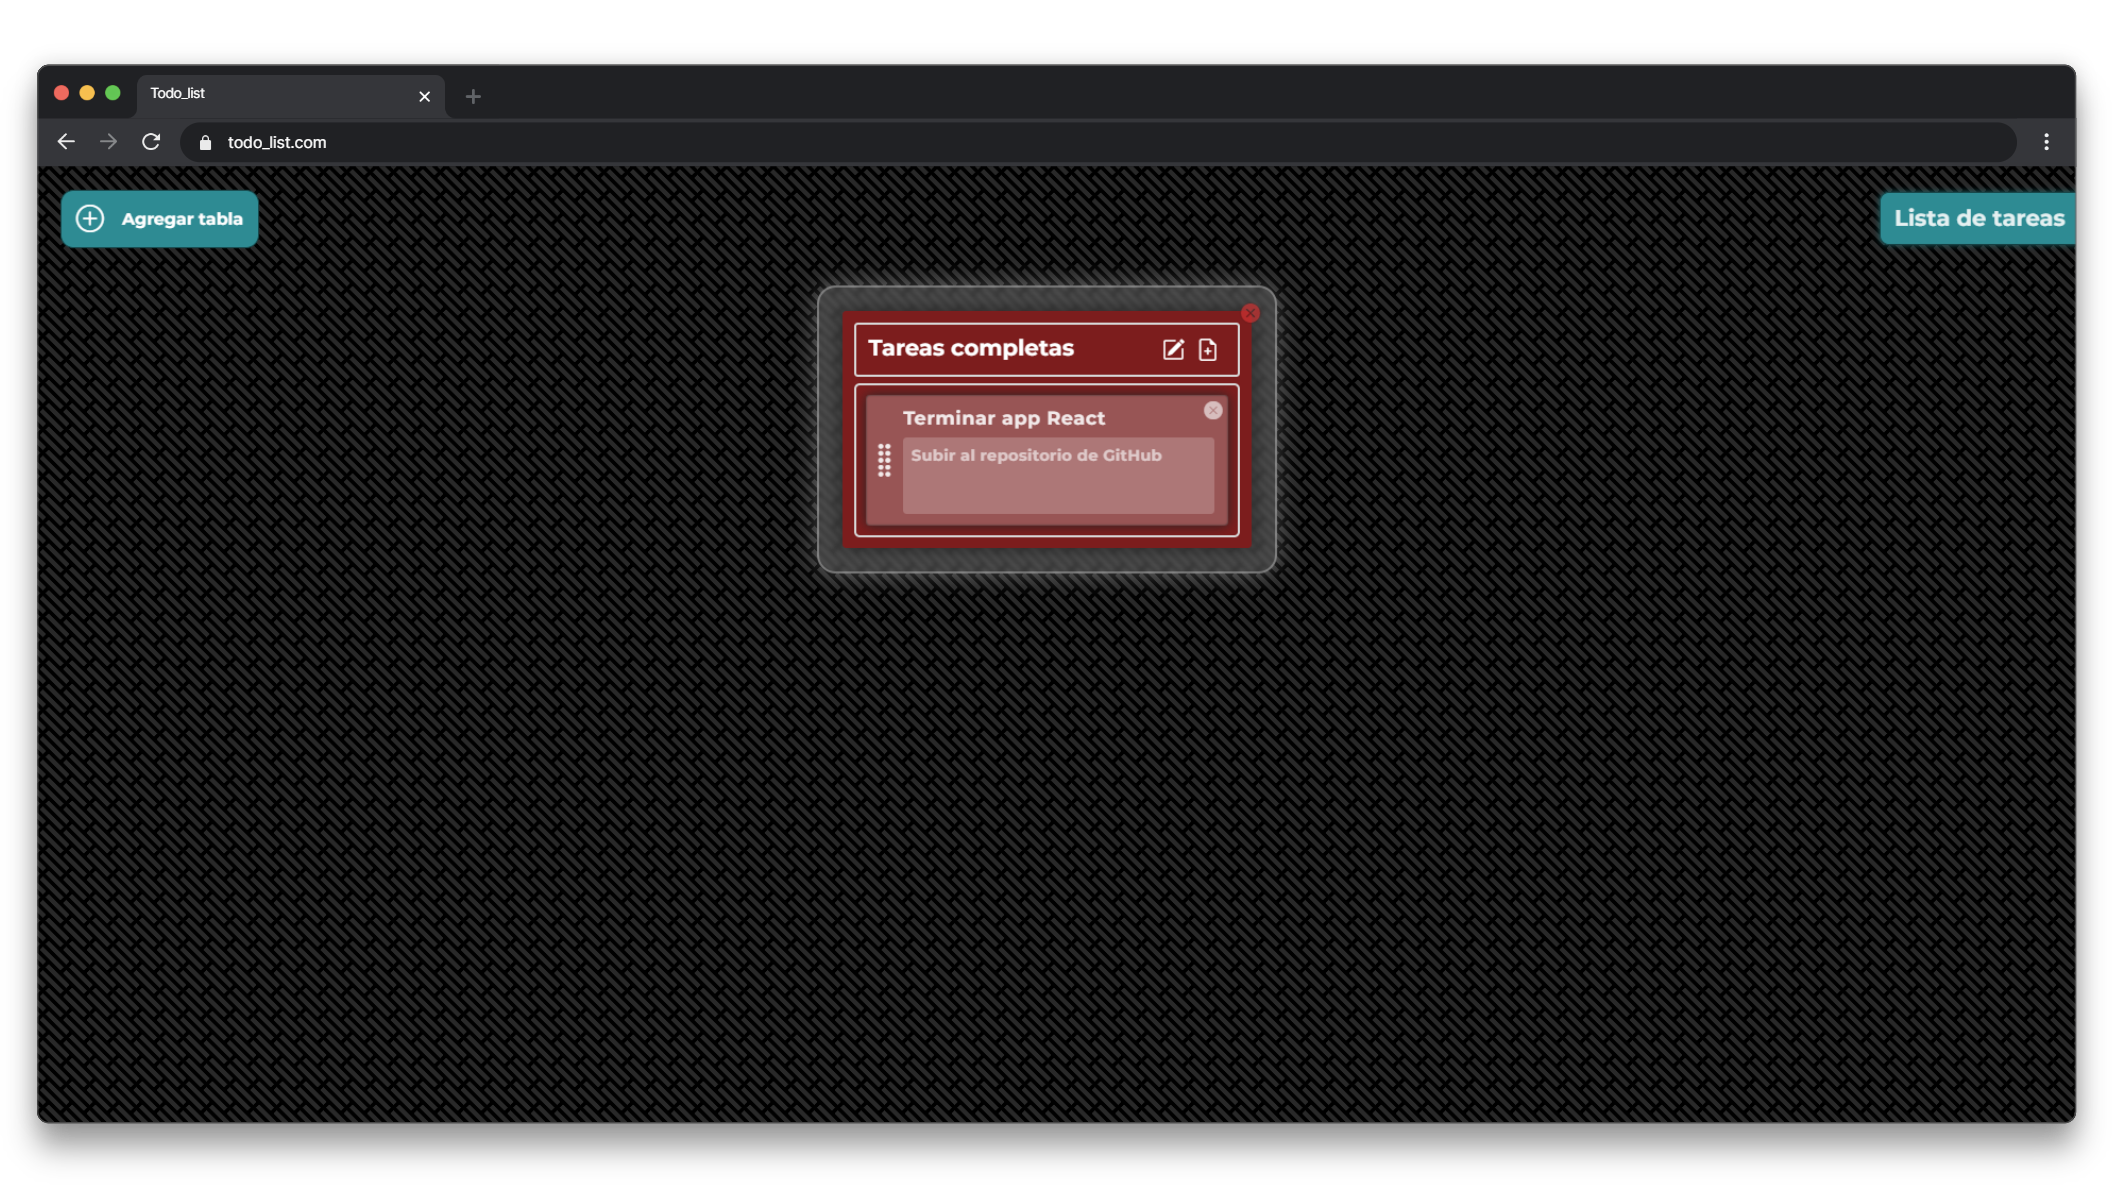 Todo_list
todo_list.com
Agregar tabla
Lista de tareas
Tareas completas
Terminar app React
Subir al repositorio de GitHub